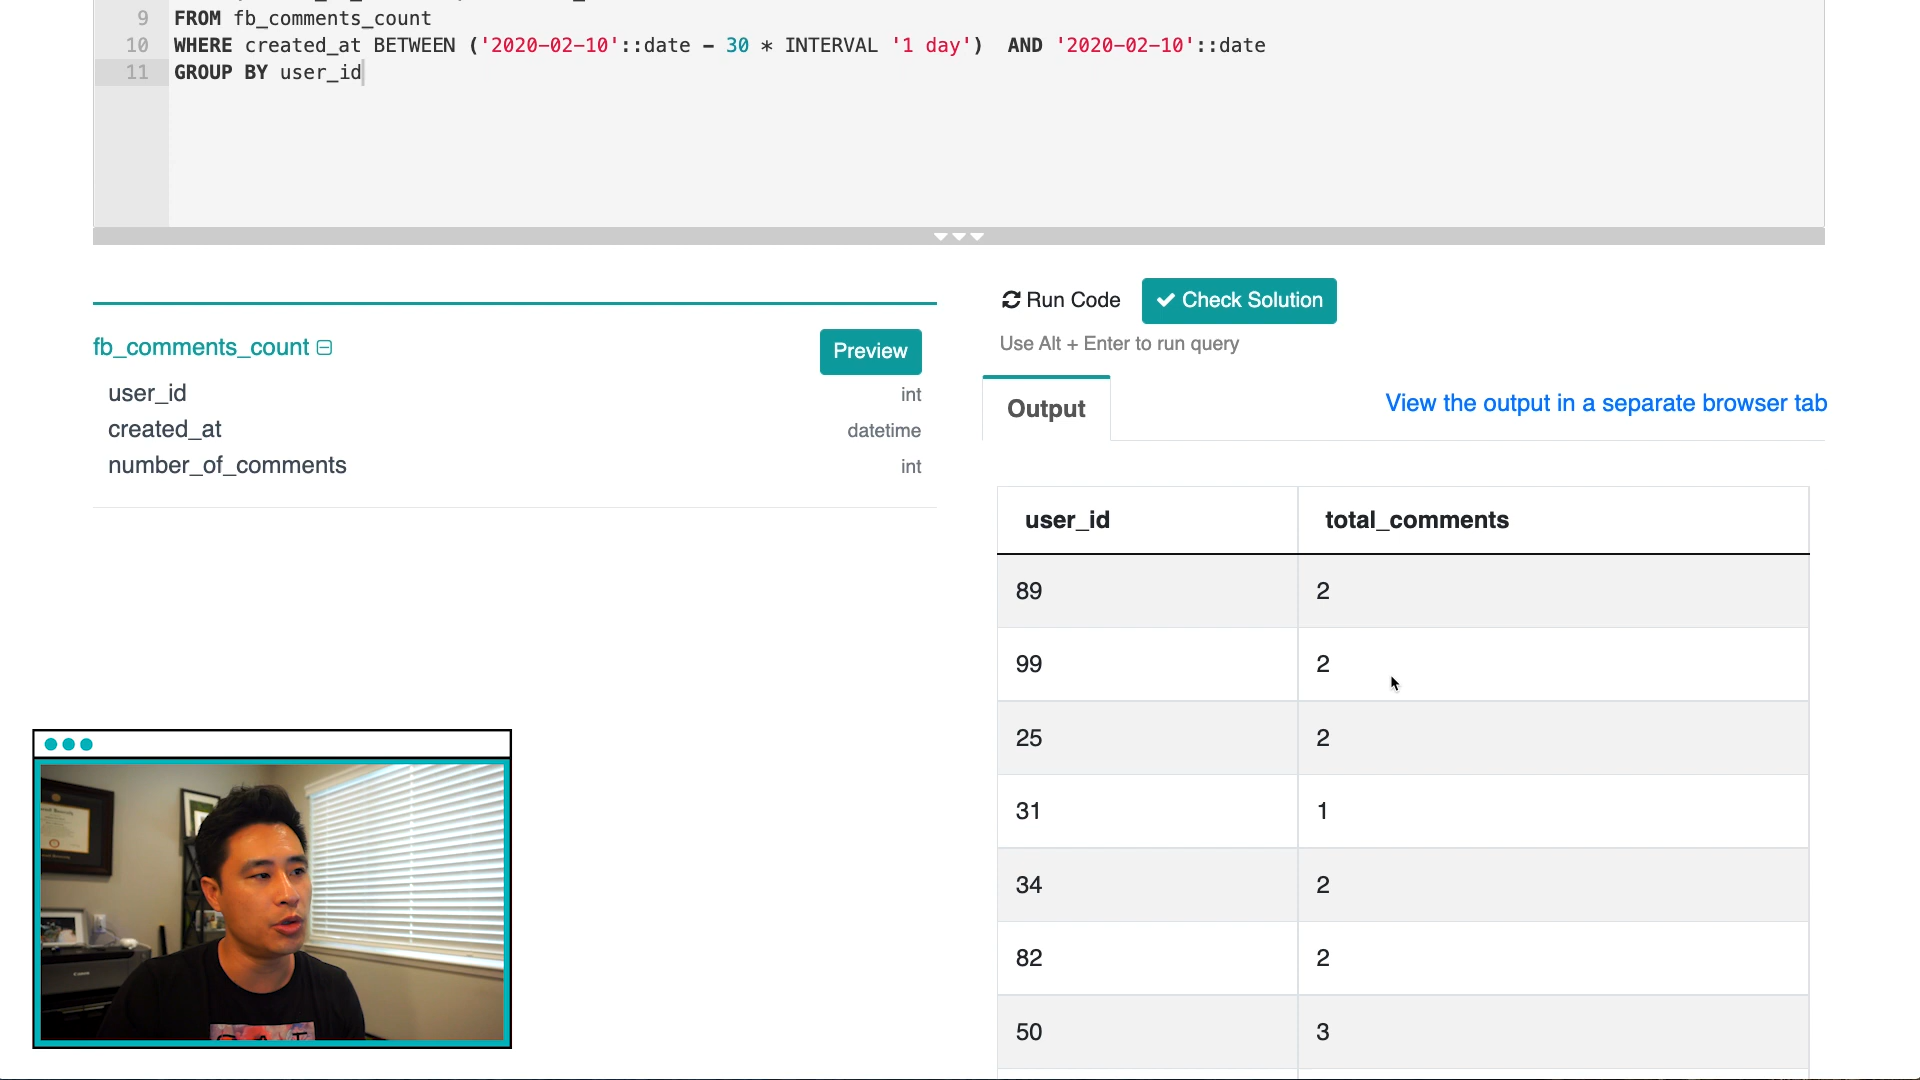 9 FROM fb_comments_count
10 WHERE created_at BETWEEN ('2020-02-10'::date - 30 * INTERVAL '1 day')  AND '2020-02-10'::date
11 GROUP BY user_id
Run Code
Check Solution
Use Alt + Enter to run query
fb_comments_count
Preview
user_id int
created_at datetime
number_of_comments int
Output
View the output in a separate browser tab
user_id total_comments
89 2
99 2
25 2
31 1
34 2
82 2
50 3
Canon